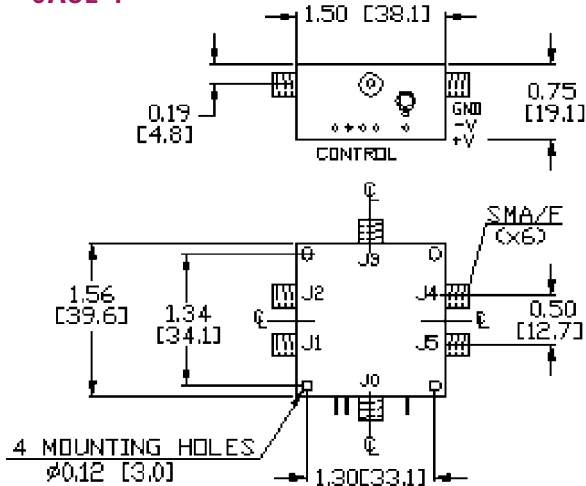 1.50 [38.1]
0.19
[4.8]
0.75
[19.1]
GND
-V
+V
CONTROL
SMA/F
(x6)
J3
1.56
[39.6]
1.34
[34.1]
J2
J4
0.50
[12.7]
J1
J5
J0
4 MOUNTING HOLES
ø0.12 [3.0]
1.30[33.1]